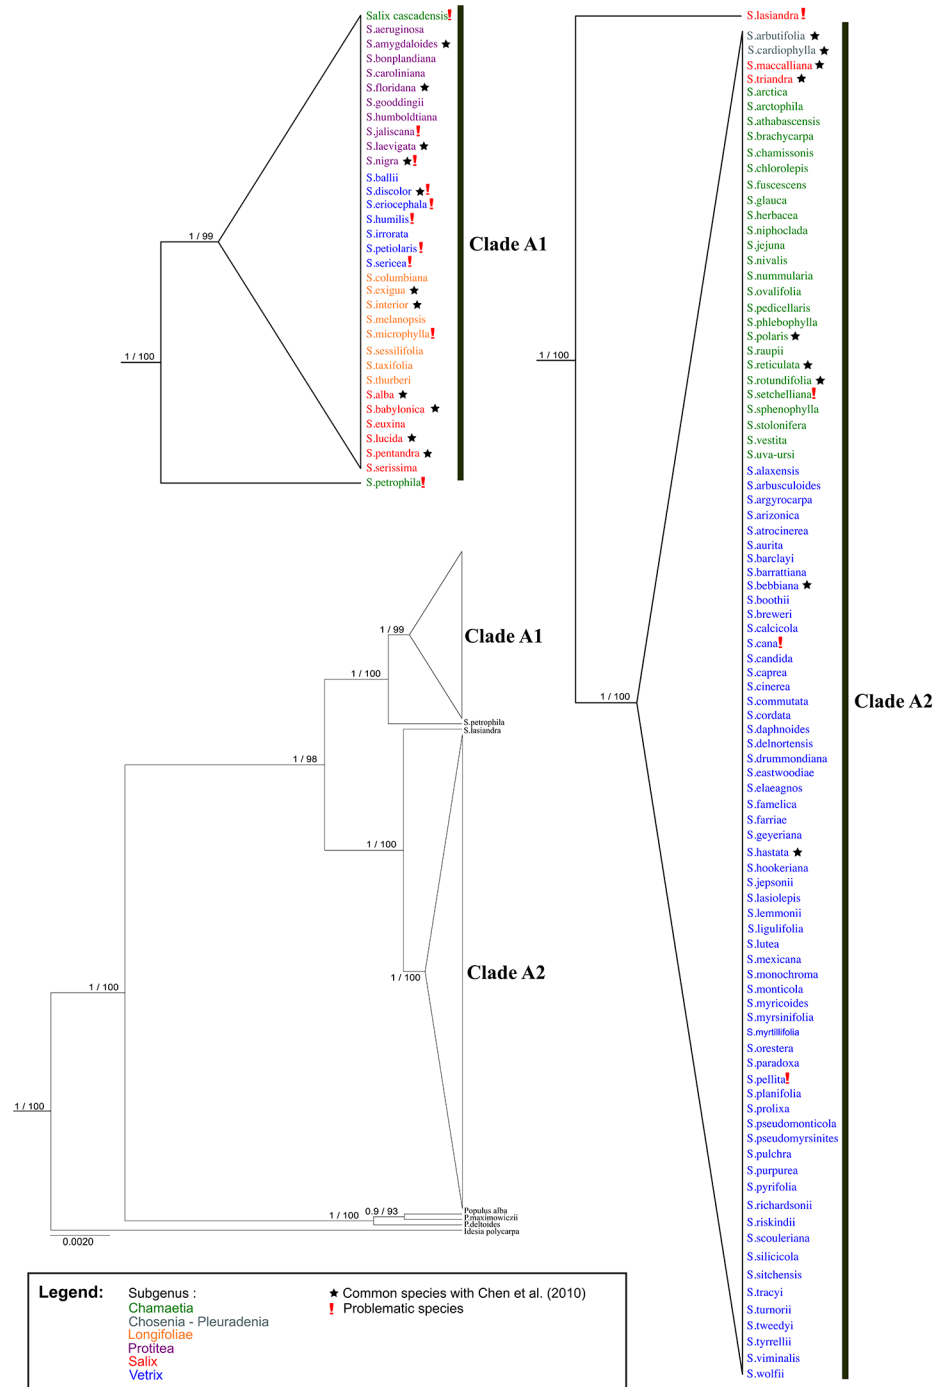 Salix cascadensis!
S.aeruginosa
S.amygdaloides ★
S.bonplandiana
S.caroliniana
S.floridana ★
S.gooddingii
S.humboldtiana
S.jaliscana!
S.laevigata ★
S.nigra ★!
S.ballii
S.discolor ★!
S.eriocephala!
S.humilis!
S.irrorata
S.petiolaris!
S.sericea!
S.columbiana
S.exigua ★
S.interior ★
S.melanopsis
S.microphylla!
S.sessilifolia
S.taxifolia
S.thurberi
S.alba ★
S.babylonica ★
S.euxina
S.lucida ★
S.pentandra ★
S.serissima
S.petrophila!
1 / 99
1 / 100
Clade A1
S.lasiandra!
S.arbutifolia ★
S.cardiophylla ★
S.maccalliana ★
S.triandra ★
S.arctica
S.arctophila
S.athabascensis
S.brachycarpa
S.chamissonis
S.chlorolepis
S.fuscescens
S.glauca
S.herbacea
S.niphoclada
S.jejuna
S.nivalis
S.nummularia
S.ovalifolia
S.pedicellaris
S.phlebophylla
S.polaris ★
S.raupii
S.reticulata ★
S.rotundifolia ★
S.setchelliana!
S.sphenophylla
S.stolonifera
S.vestita
S.uva-ursi
S.alaxensis
S.arbusculoides
S.argyrocarpa
S.arizonica
S.atrocinerea
S.aurita
S.barclayi
S.barrattiana
S.bebbiana ★
S.boothii
S.breweri
S.calcicola
S.cana!
S.candida
S.caprea
S.cinerea
S.commutata
S.cordata
S.daphnoides
S.delnortensis
S.drummondiana
S.eastwoodiae
S.elaeagnos
S.famelica
S.farriae
S.geyeriana
S.hastata ★
S.hookeriana
S.jepsonii
S.lasiolepis
S.lemmonii
S.ligulifolia
S.lutea
S.mexicana
S.monochroma
S.monticola
S.myricoides
S.myrsinifolia
S.myrtillifolia
S.orestera
S.paradoxa
S.pellita!
S.planifolia
S.prolixa
S.pseudomonticola
S.pseudomyrsinites
S.pulchra
S.purpurea
S.pyrifolia
S.richardsonii
S.riskindii
S.scouleriana
S.silicicola
S.sitchensis
S.tracyi
S.turnorii
S.tweedyi
S.tyrrellii
S.viminalis
S.wolfii
1 / 100
1 / 100
Clade A2
1 / 99
Clade A1
1 / 100
S.petrophila
S.lasiandra
1 / 98
1 / 100
Clade A2
1 / 100
1 / 100
1 / 100
0.9 / 93
1 / 100
Populus alba
P.maximowiczii
P.deltoides
Idesia polycarpa
0.0020
Legend:
Subgenus :
Chamaetia
Chosenia - Pleuradenia
Longifoliae
Protitea
Salix
Vetrix
★ Common species with Chen et al. (2010)
! Problematic species